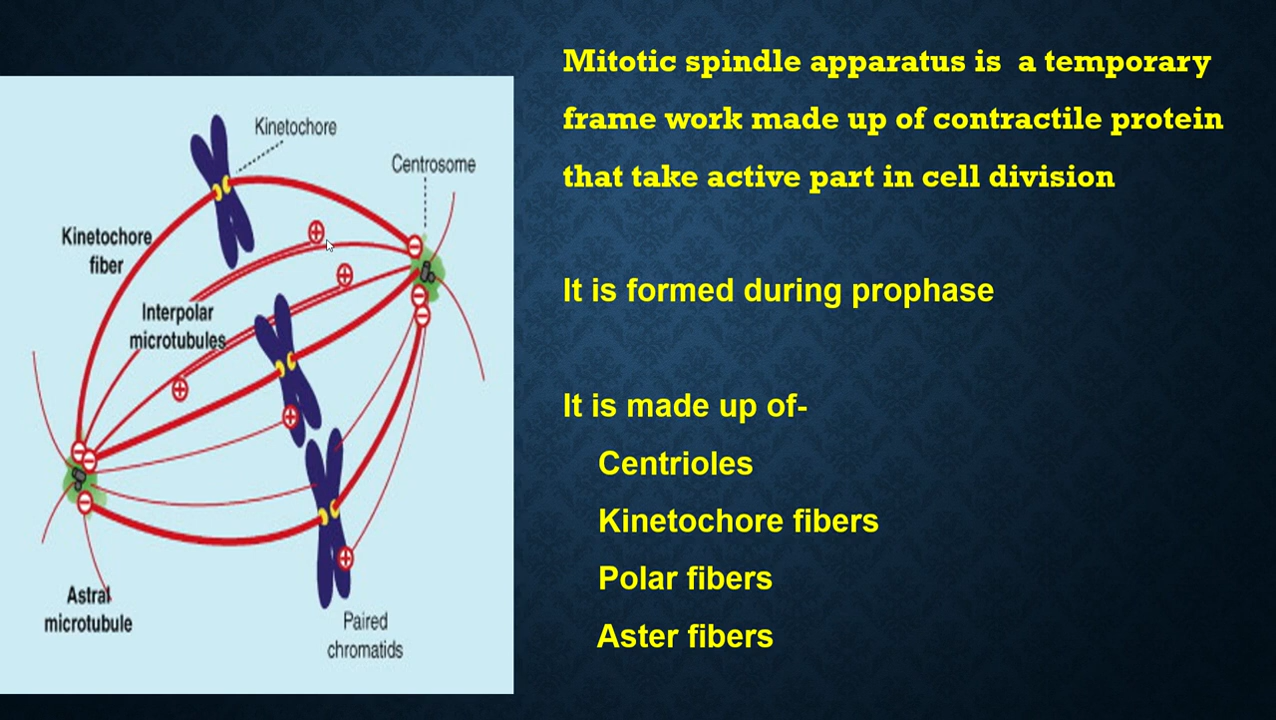 Kinetochore
Centrosome
Kinetochore
fiber
Interpolar
microtubules
Astral
microtubule
Paired
chromatids
Mitotic spindle apparatus is a temporary
frame work made up of contractile protein
that take active part in cell division
It is formed during prophase
It is made up of-
Centrioles
Kinetochore fibers
Polar fibers
Aster fibers